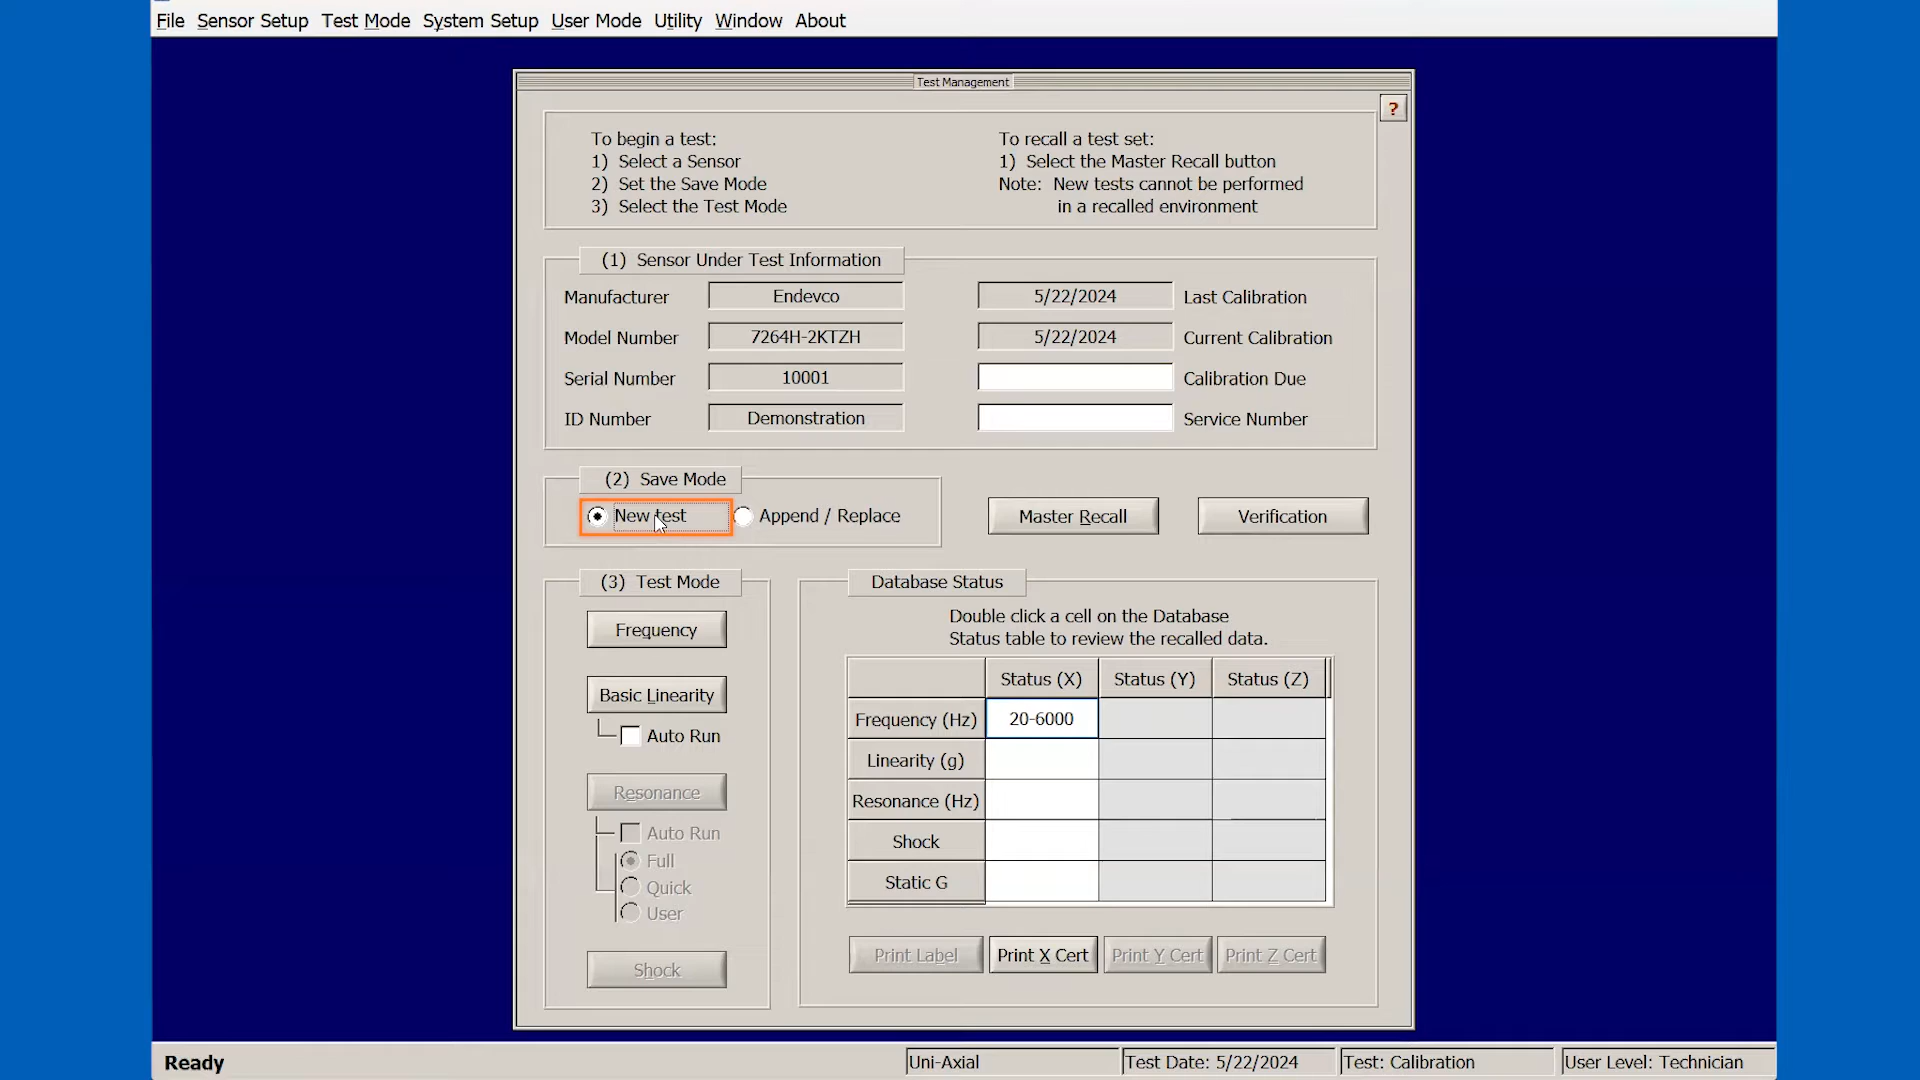 File Sensor Setup Test Mode System Setup User Mode Utility Window About
Test Management
?
To begin a test:
1) Select a Sensor
2) Set the Save Mode
3) Select the Test Mode
To recall a test set:
1) Select the Master Recall button
Note: New tests cannot be performed
in a recalled environment
(1) Sensor Under Test Information
Manufacturer Endevco 5/22/2024 Last Calibration
Model Number 7264H-2KTZH 5/22/2024 Current Calibration
Serial Number 10001 Calibration Due
ID Number Demonstration Service Number
(2) Save Mode
New test Append / Replace Master Recall Verification
(3) Test Mode
Frequency
Basic Linearity
Auto Run
Resonance
Auto Run
Full
Quick
User
Shock
Database Status
Double click a cell on the Database
Status table to review the recalled data.
Status (X) Status (Y) Status (Z)
Frequency (Hz) 20-6000
Linearity (g)
Resonance (Hz)
Shock
Static G
Print Label Print X Cert Print Y Cert Print Z Cert
Ready Uni-Axial Test Date: 5/22/2024 Test: Calibration User Level: Technician